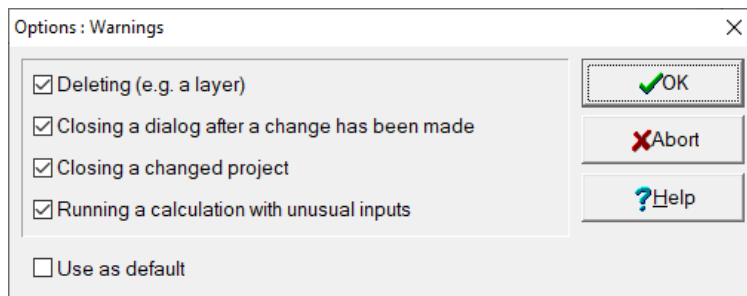 Options : Warnings
Deleting (e.g. a layer)
Closing a dialog after a change has been made
Closing a changed project
Running a calculation with unusual inputs
Use as default
OK
Abort
Help